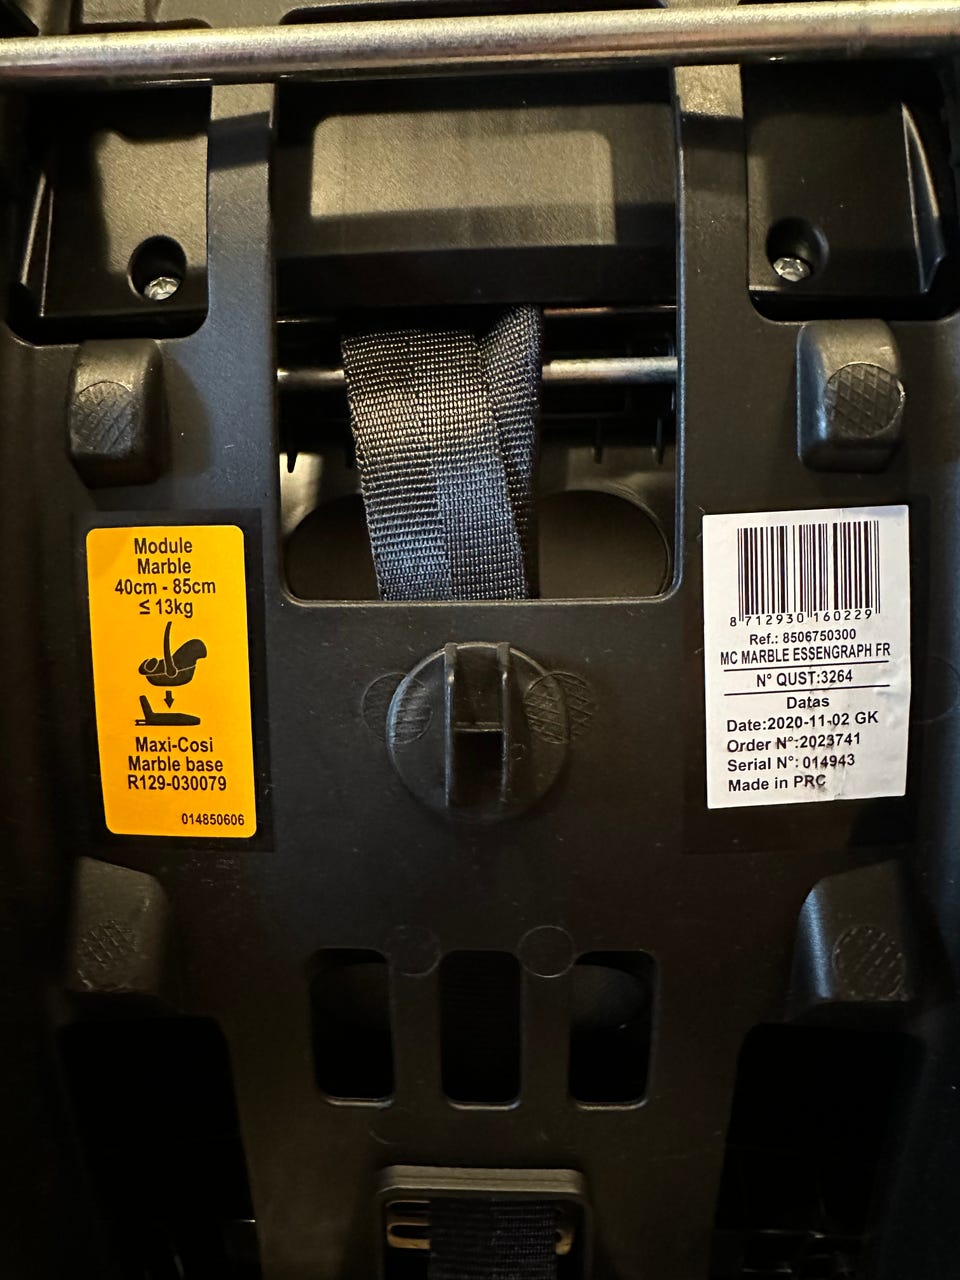 Module
Marble
40cm - 85cm
≤ 13kg
Maxi-Cosi
Marble base
R129-030079
014850606
8 712930 160229
Ref.: 8506750300
MC MARBLE ESSENGRAPH FR
N° QUST:3264
Datas
Date:2020-11-02 GK
Order N°:2023741
Serial N°: 014943
Made in PRC